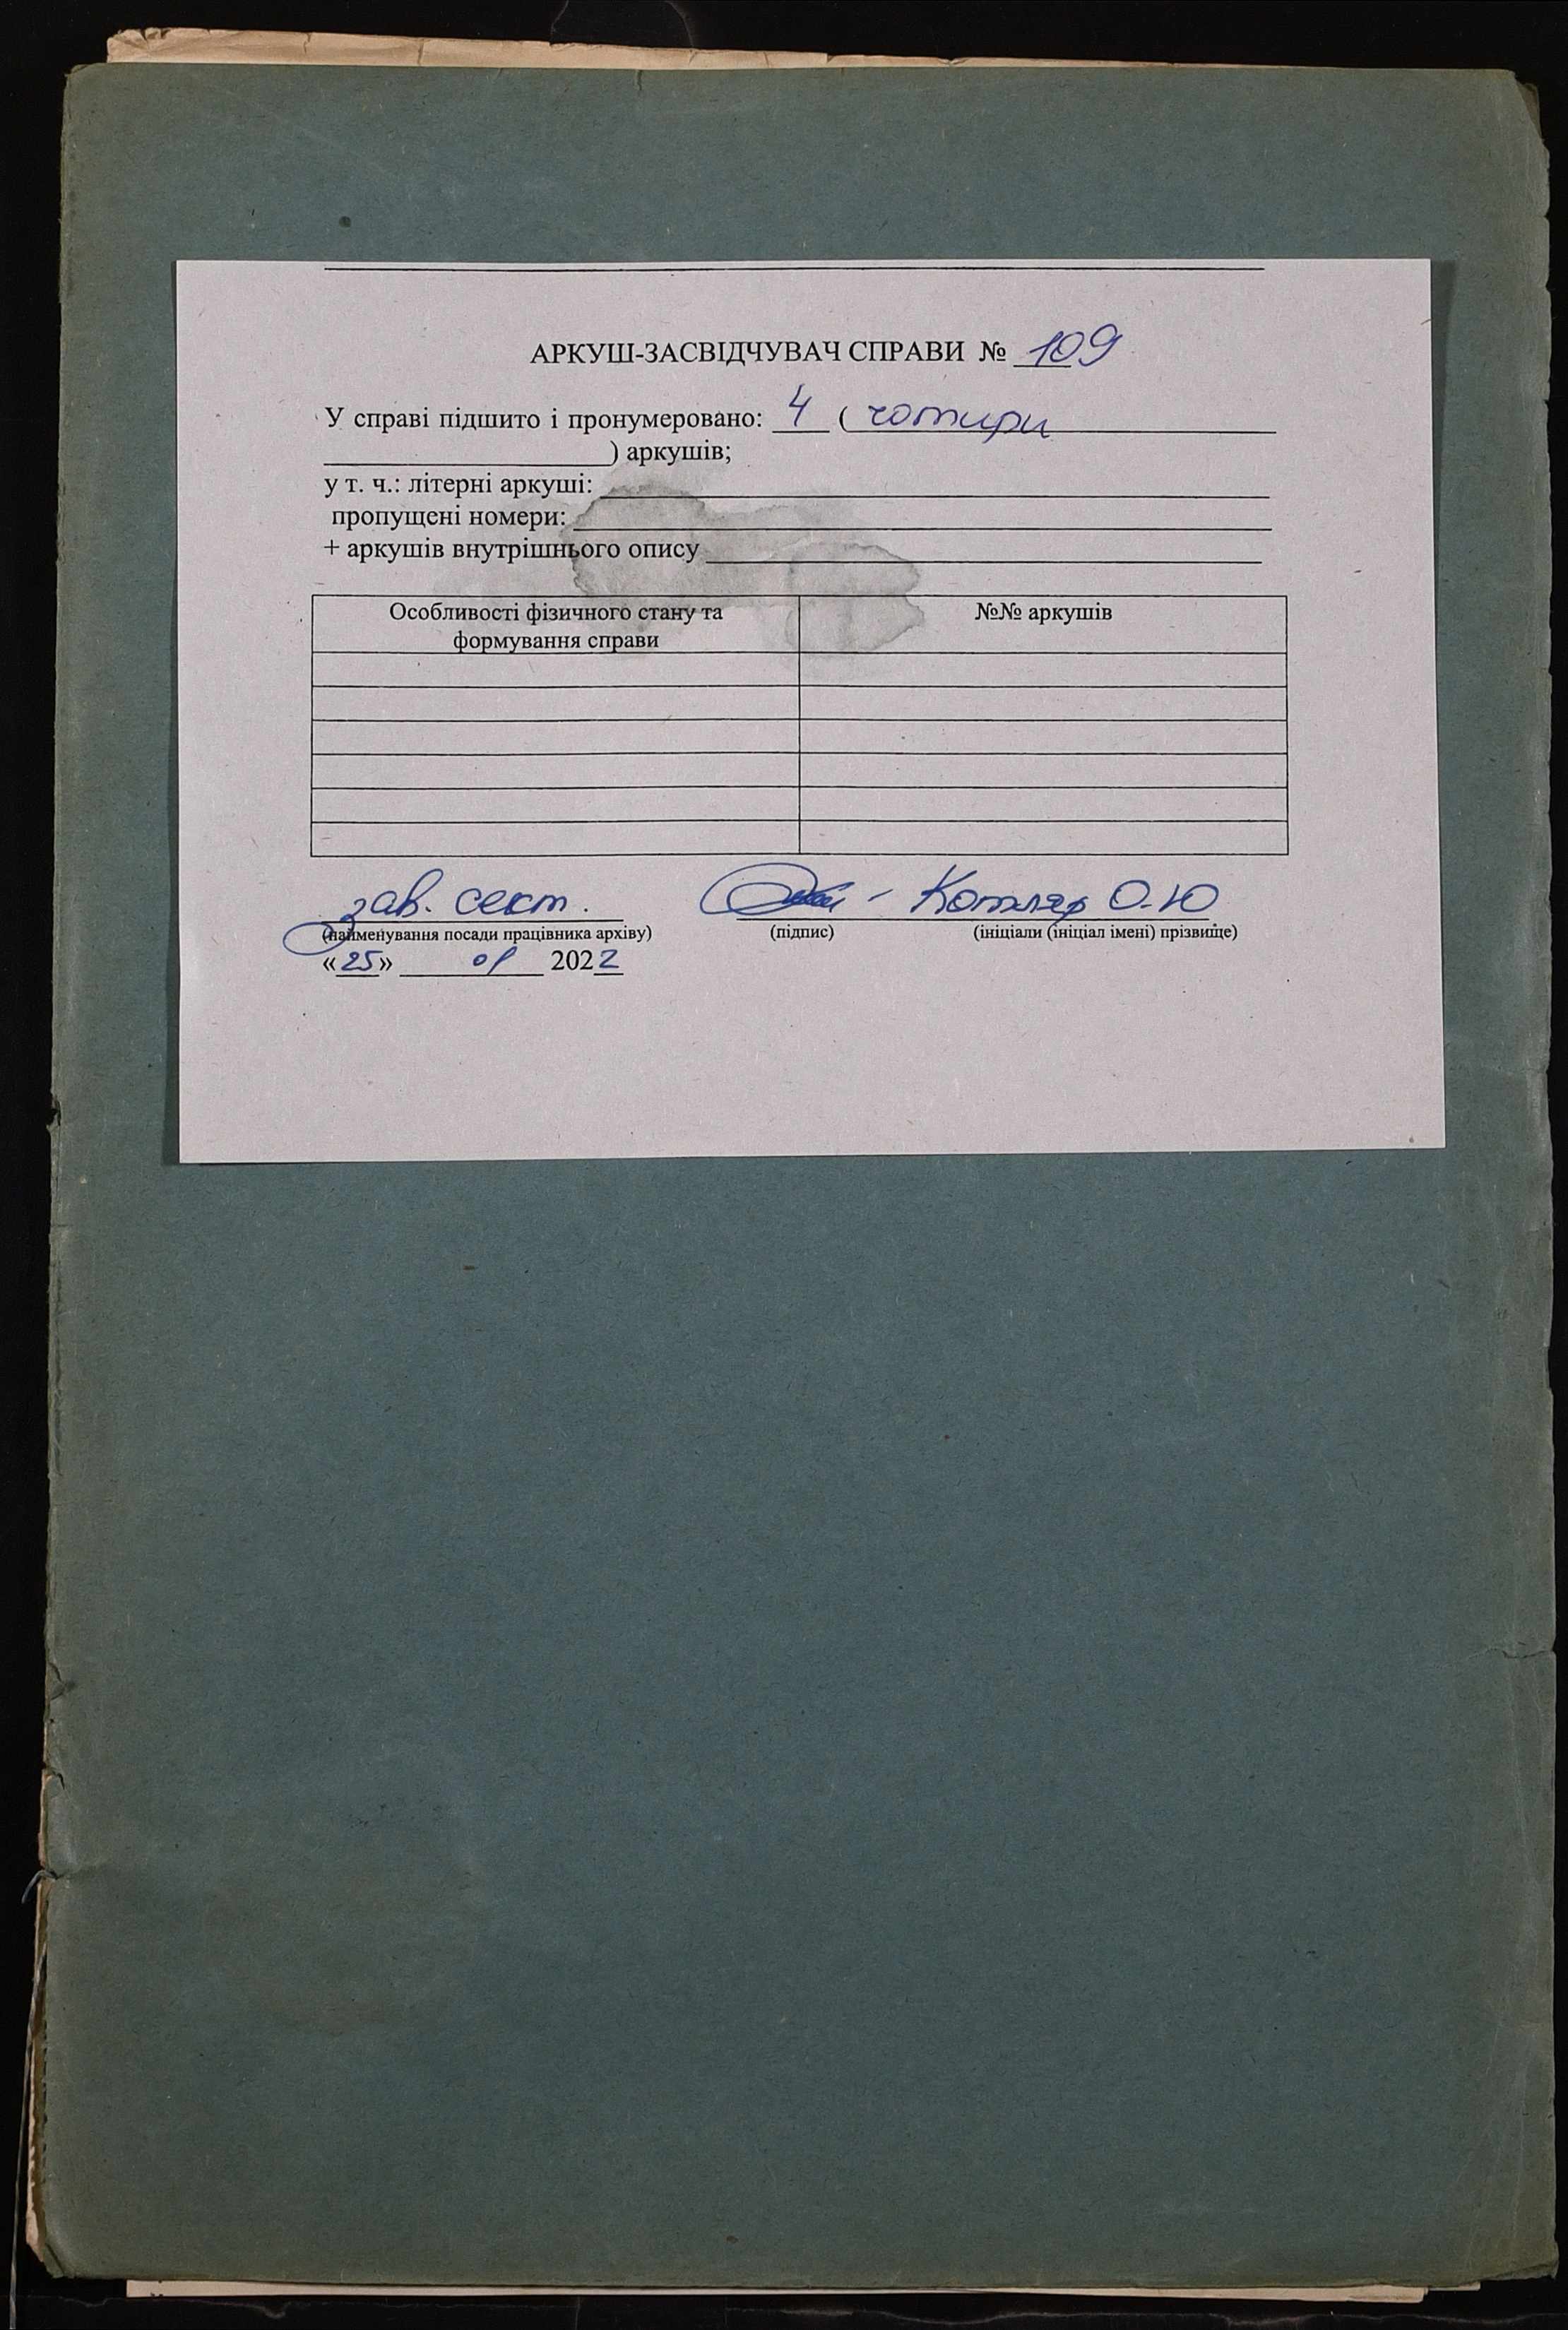 АРКУШ-ЗАСВІДЧУВАЧ СПРАВИ № 109
У справі підшито і пронумеровано: 4 ( чотири
) аркушів;
у т. ч.: літерні аркуші:
пропущені номери:
+ аркушів внутрішнього опису
Особливості фізичного стану та формування справи
№№ аркушів
зав. сект. - Котляр О.Ю
(найменування посади працівника архіву) (підпис) (ініціали (ініціал імені) прізвище)
«25» 01 2022